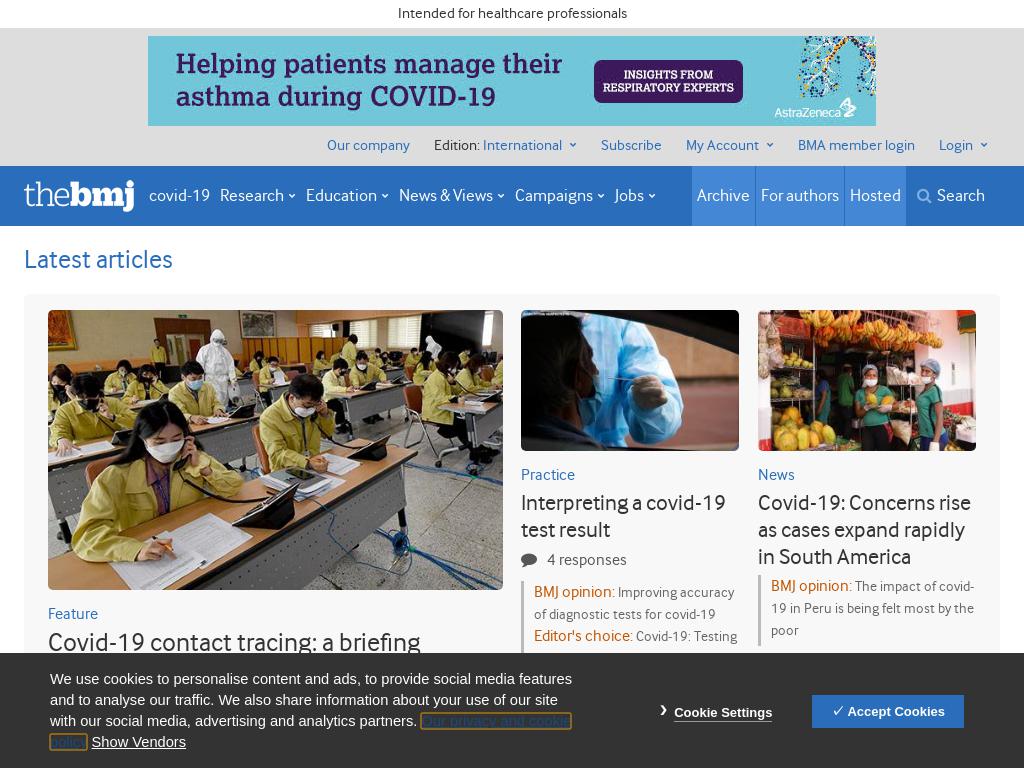 Intended for healthcare professionals
Helping patients manage their
asthma during COVID-19
INSIGHTS FROM
RESPIRATORY EXPERTS
AstraZeneca
Our company Edition: International Subscribe My Account BMA member login Login
thebmj covid-19 Research Education News & Views Campaigns Jobs Archive For authors Hosted Search
Latest articles
Feature
Covid-19 contact tracing: a briefing
Practice
Interpreting a covid-19
test result
4 responses
BMJ opinion: Improving accuracy
of diagnostic tests for covid-19
Editor's choice: Covid-19: Testing
News
Covid-19: Concerns rise
as cases expand rapidly
in South America
BMJ opinion: The impact of covid-
19 in Peru is being felt most by the
poor
We use cookies to personalise content and ads, to provide social media features
and to analyse our traffic. We also share information about your use of our site
with our social media, advertising and analytics partners. Our privacy and cookie
policy Show Vendors
Cookie Settings
✓ Accept Cookies